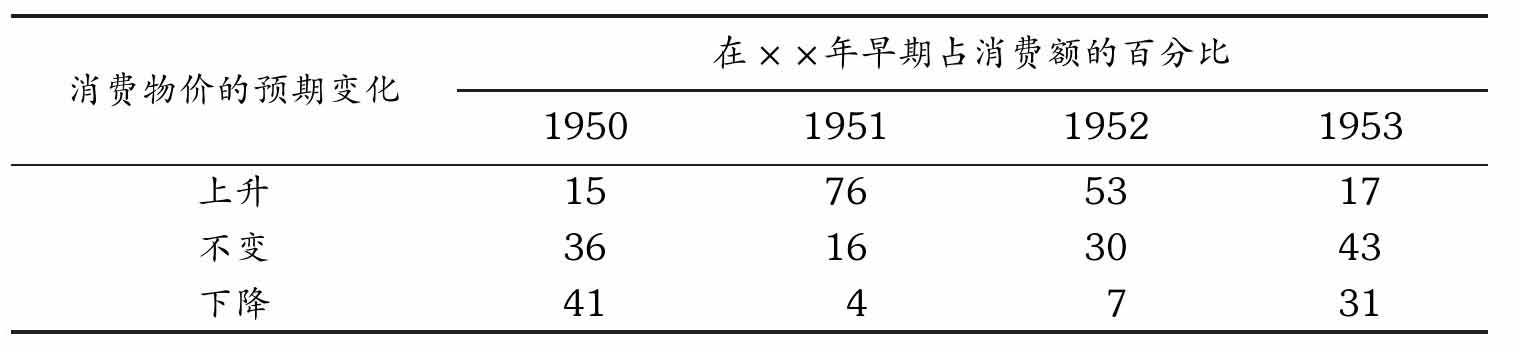 在××年早期占消费额的百分比
消费物价的预期变化
1950 1951 1952 1953
上升 15 76 53 17
不变 36 16 30 43
下降 41 4 7 31